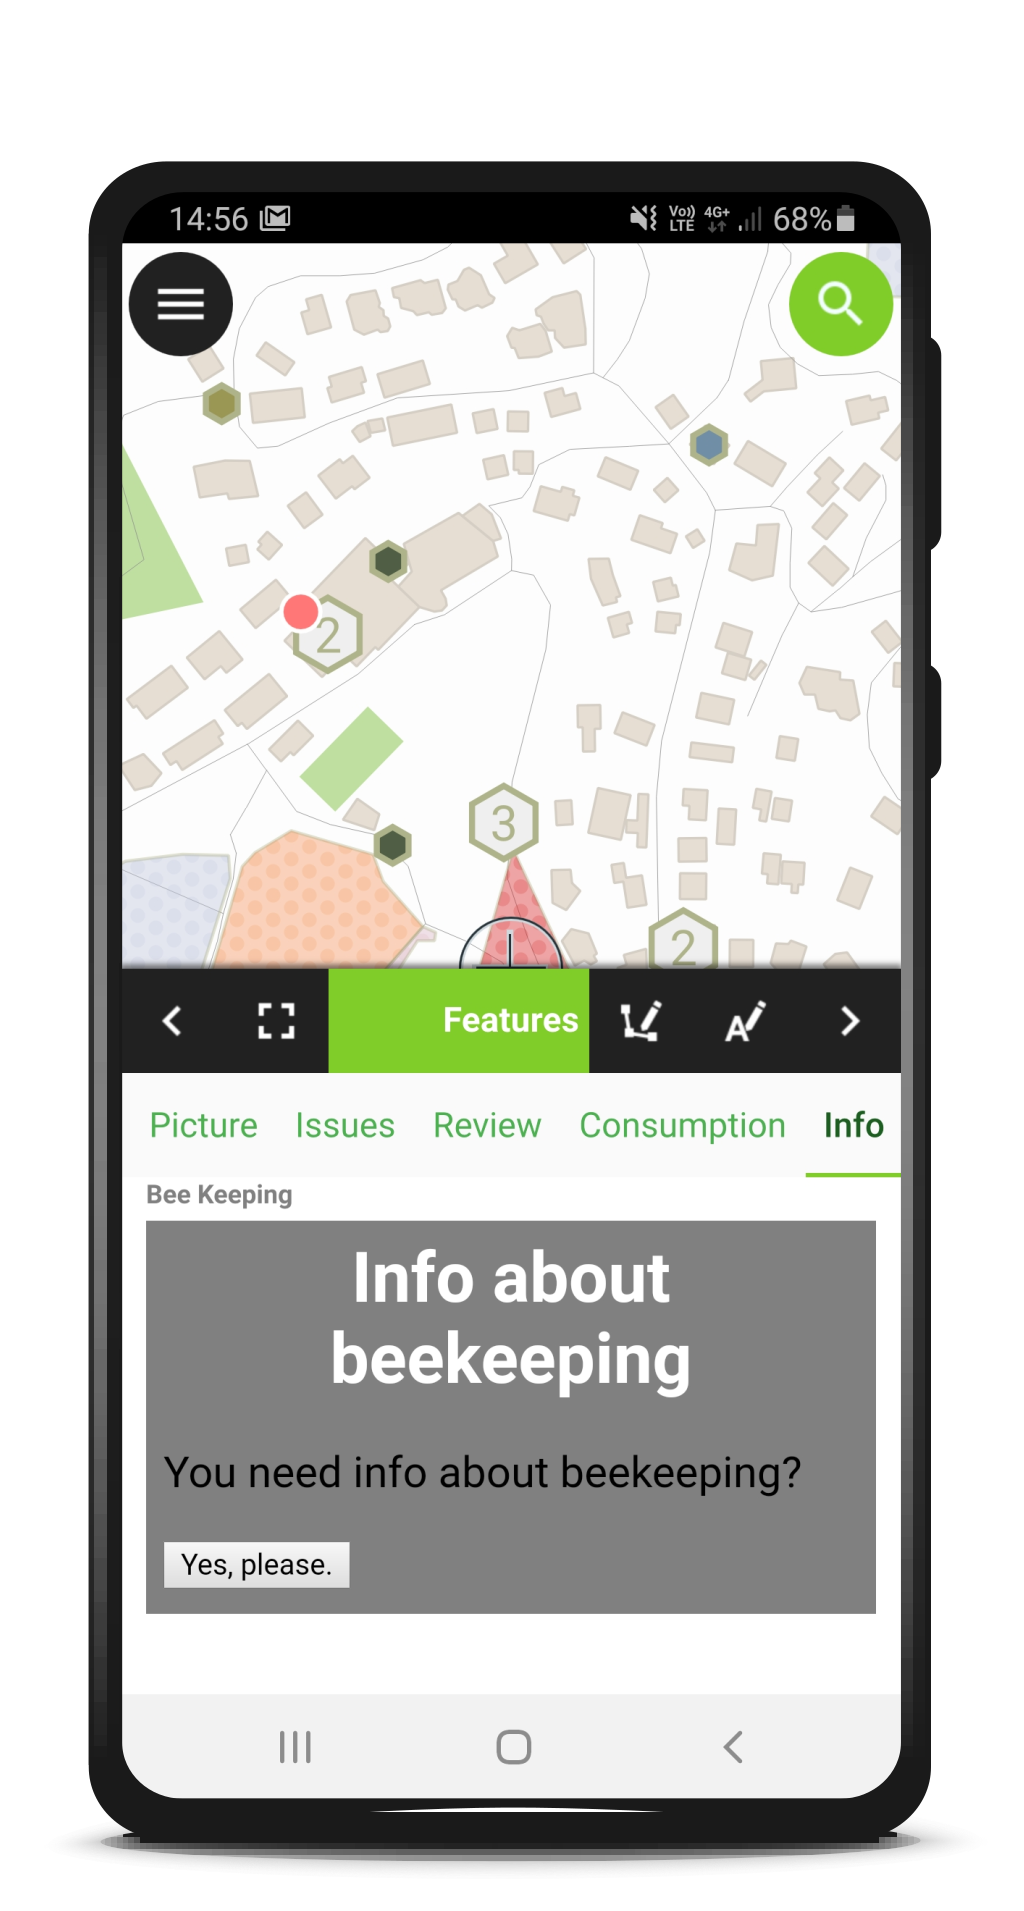 14:56 Vo)) LTE 4G+ 68%
2
3
2
Features
A
Picture Issues Review Consumption Info
Bee Keeping
Info about
beekeeping
You need info about beekeeping?
Yes, please.